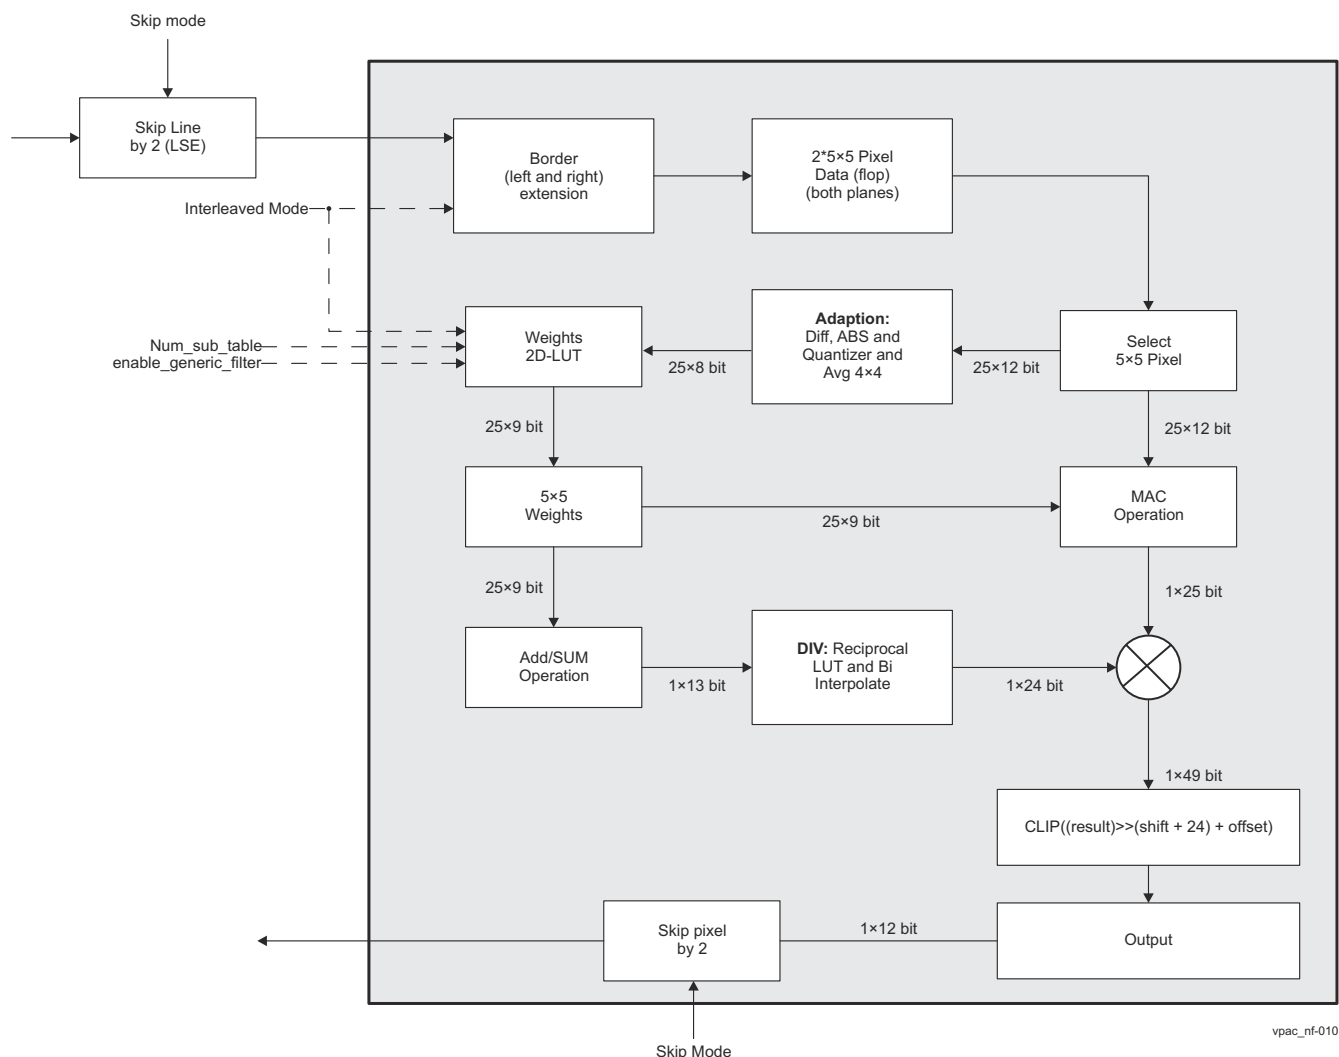 Skip mode
Skip Line
by 2 (LSE)
Border
(left and right)
extension
2*5×5 Pixel
Data (flop)
(both planes)
Interleaved Mode
Num_sub_table
enable_generic_filter
Weights
2D-LUT
25×8 bit
Adaption:
Diff, ABS and
Quantizer and
Avg 4×4
25×12 bit
Select
5×5 Pixel
25×9 bit
25×12 bit
5×5
Weights
25×9 bit
MAC
Operation
25×9 bit
1×25 bit
Add/SUM
Operation
1×13 bit
DIV: Reciprocal
LUT and Bi
Interpolate
1×24 bit
1×49 bit
CLIP((result)>>(shift + 24) + offset)
Skip pixel
by 2
1×12 bit
Output
Skip Mode
vpac_nf-010